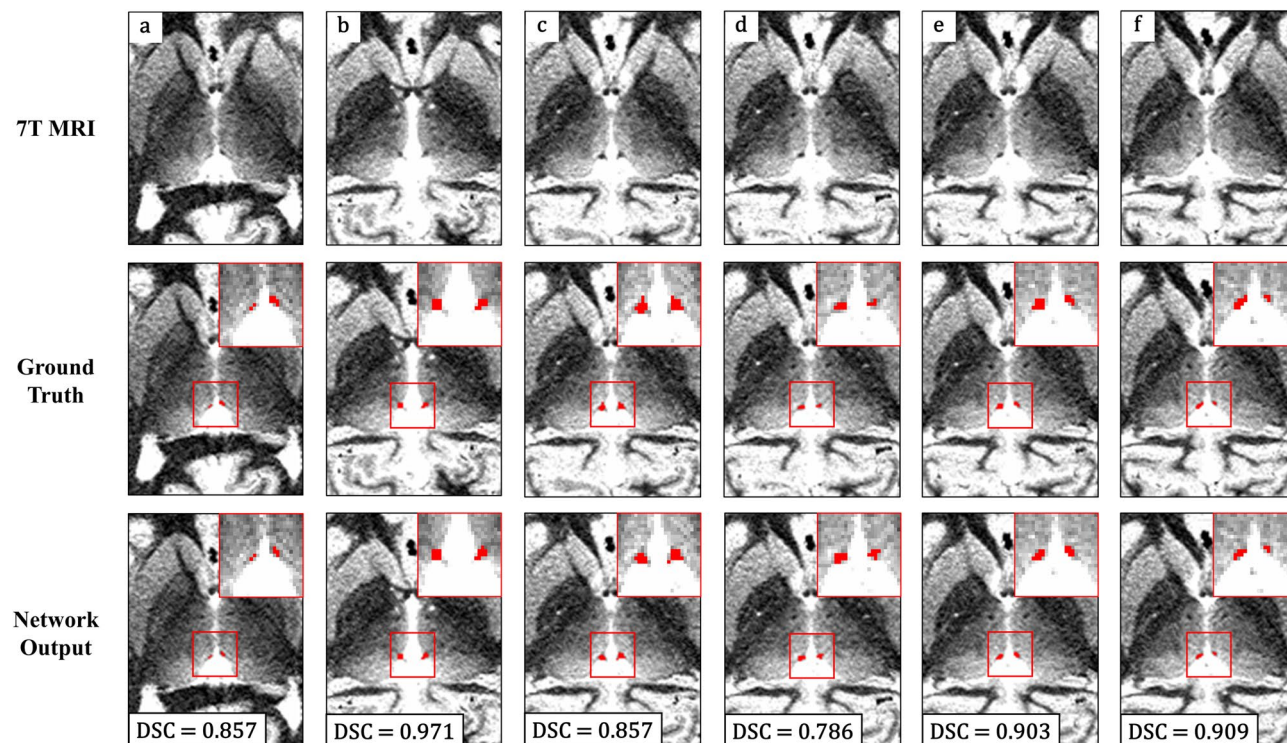 a b c d e f
7T MRI
Ground
Truth
Network
Output
DSC = 0.857 DSC = 0.971 DSC = 0.857 DSC = 0.786 DSC = 0.903 DSC = 0.909